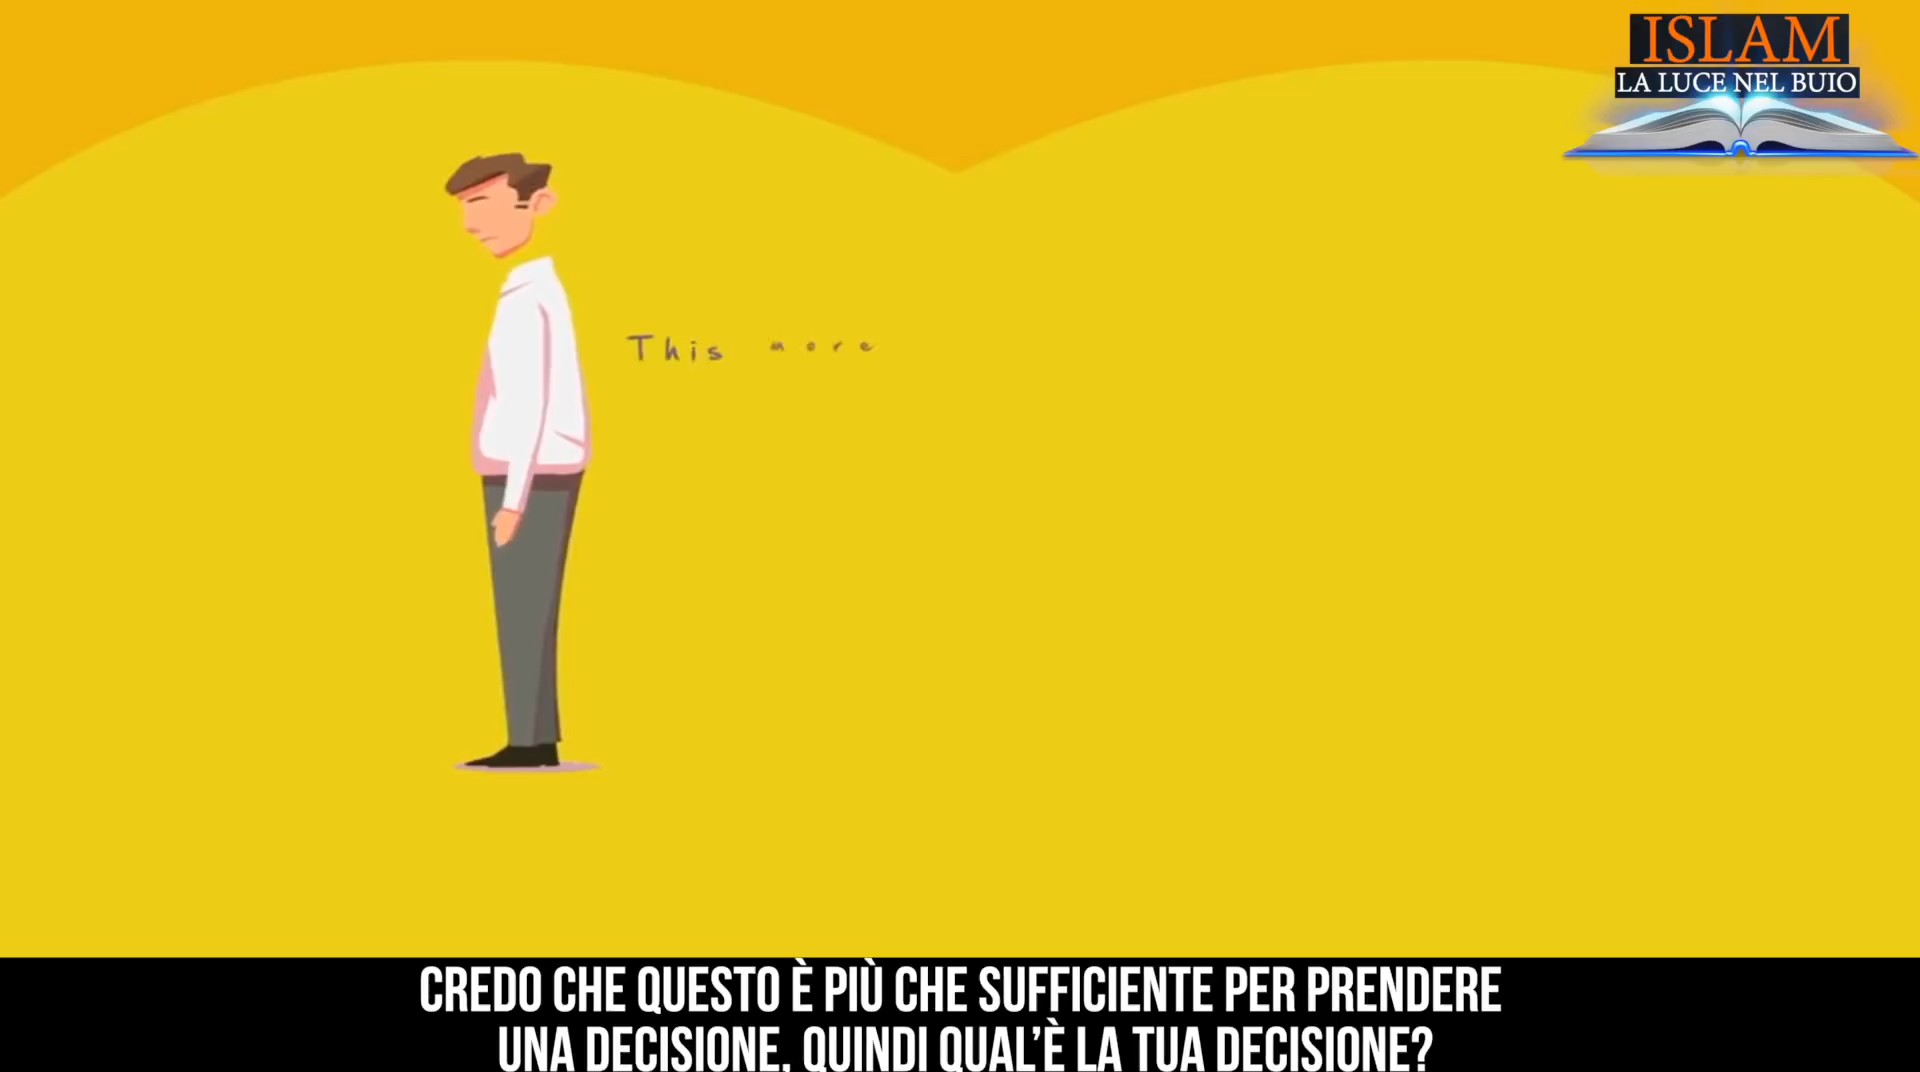 ISLAM
LA LUCE NEL BUIO
This more
CREDO CHE QUESTO È PIÙ CHE SUFFICIENTE PER PRENDERE
UNA DECISIONE, QUINDI QUAL'È LA TUA DECISIONE?